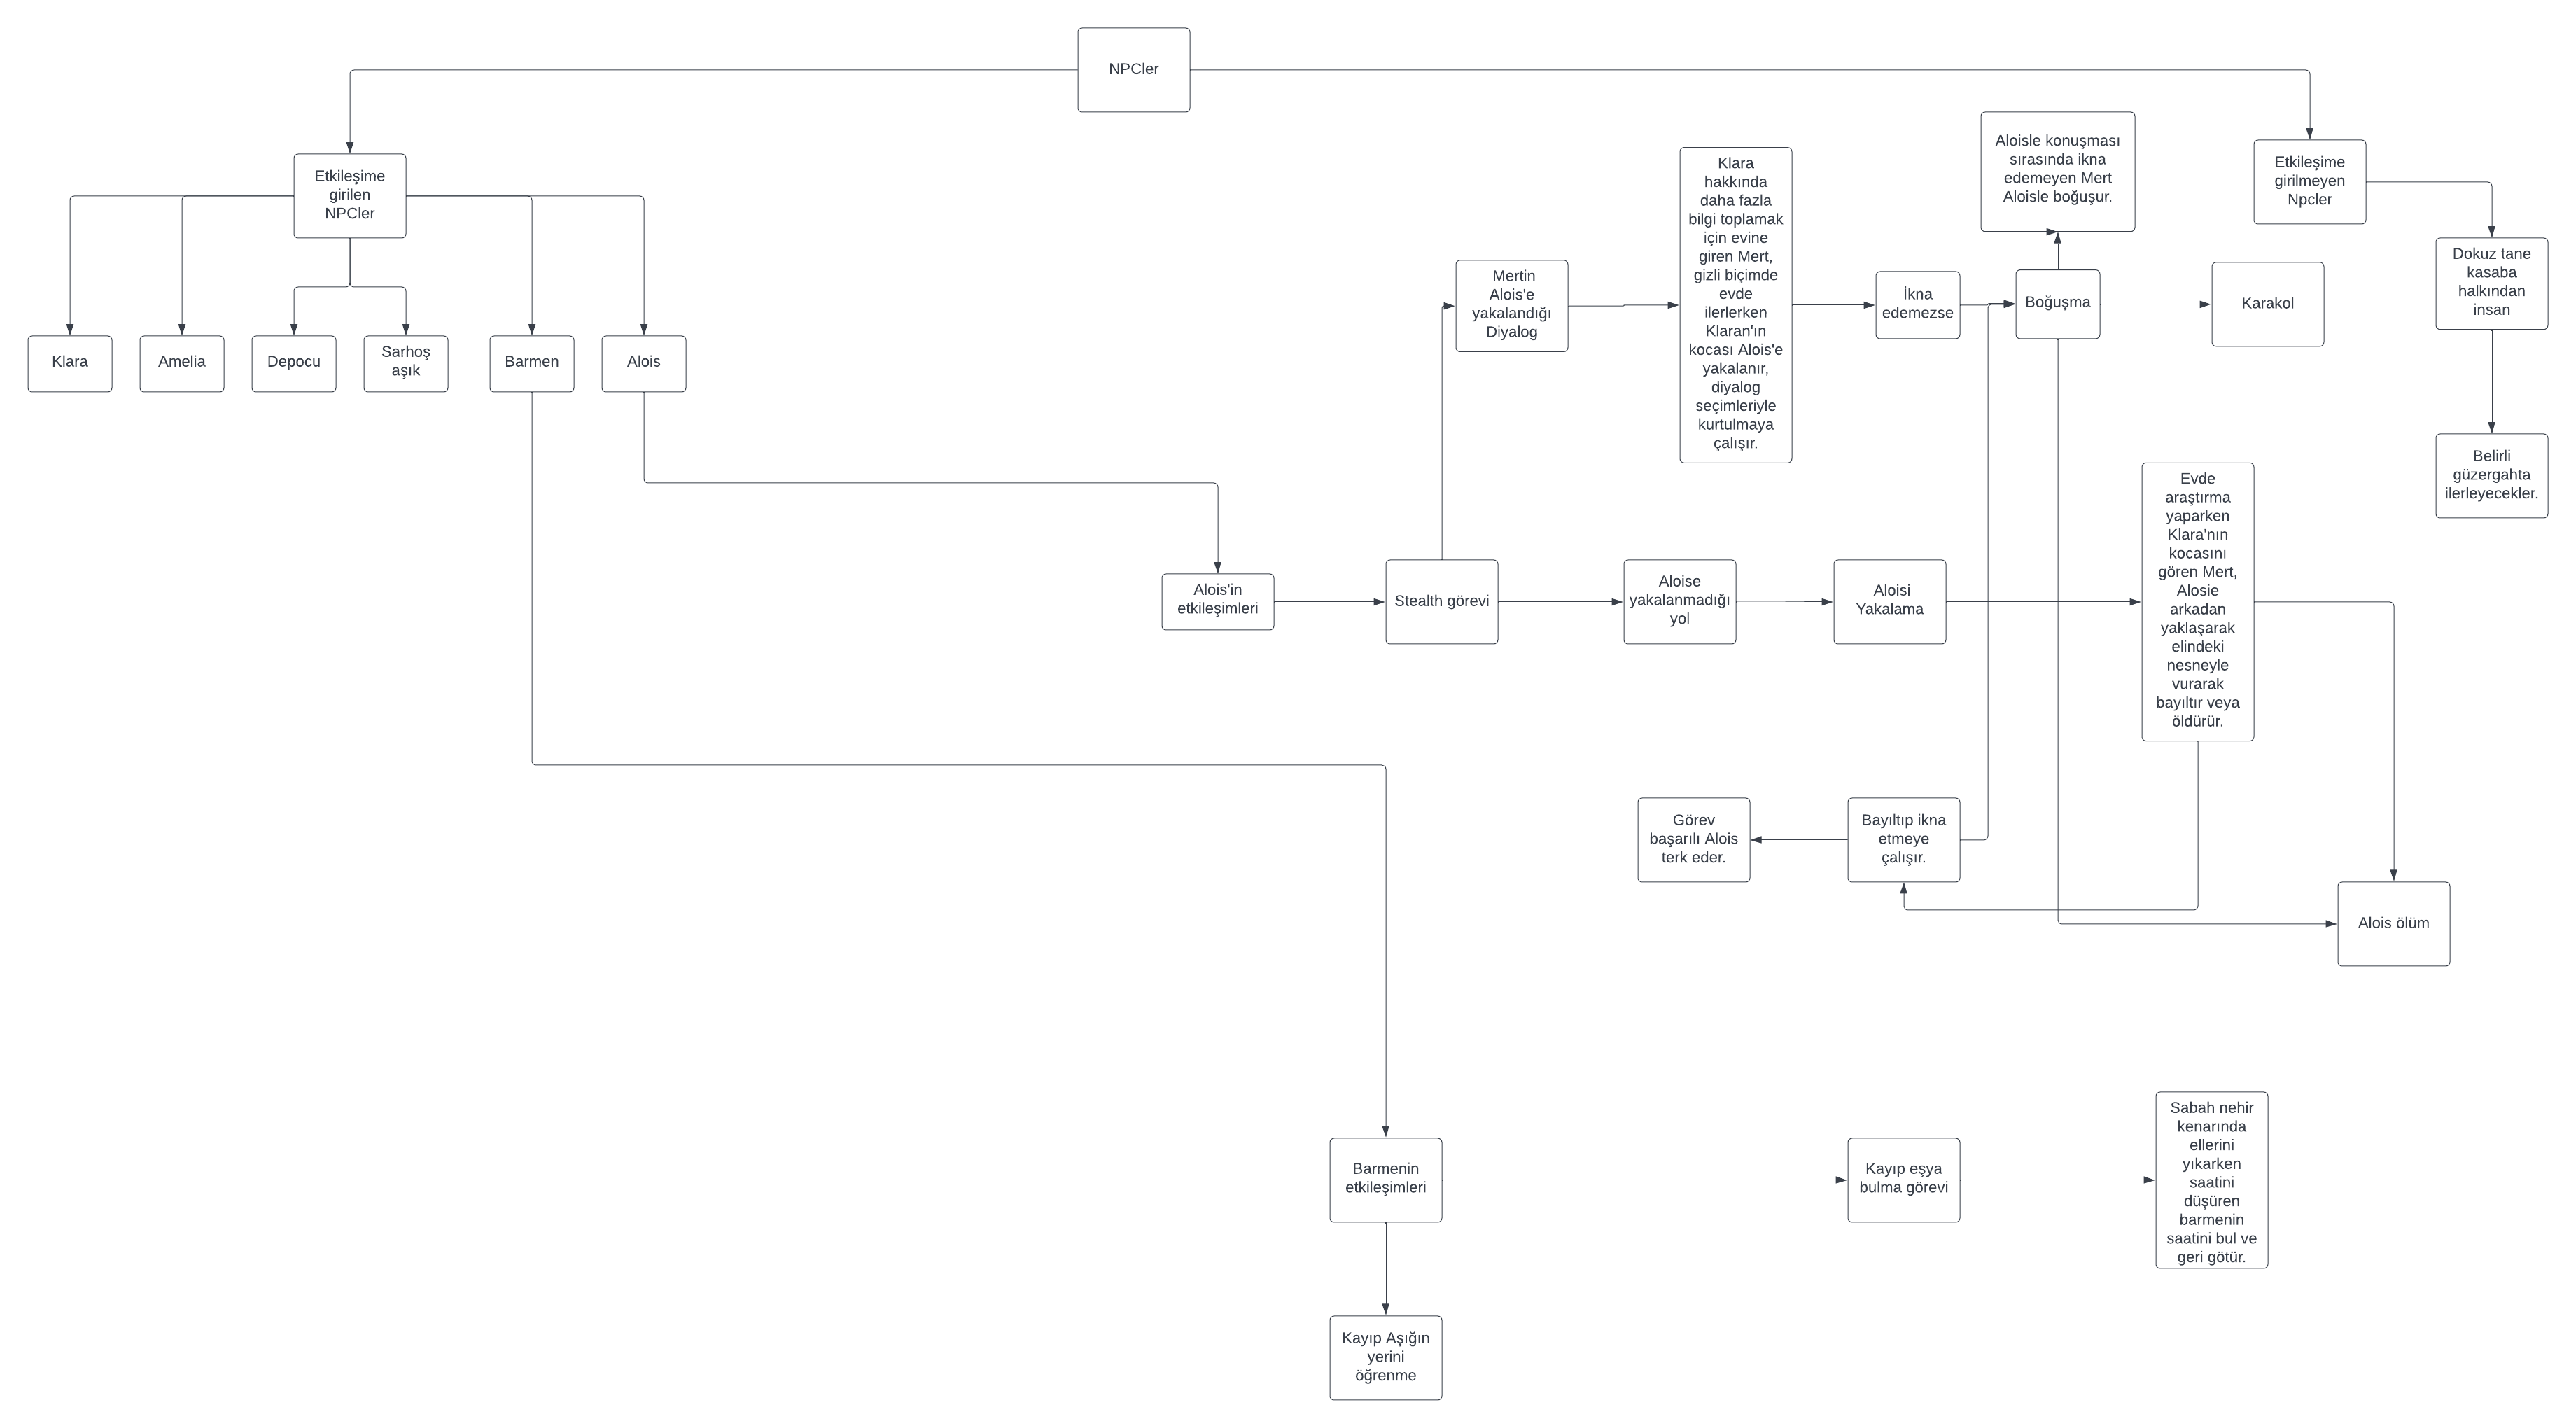 NPCler
Etkileşime
girilen
NPCler
Klara
Amelia
Depocu
Sarhoş
aşık
Barmen
Alois
Alois'in
etkileşimleri
Stealth görevi
Mertin
Alois'e
yakalandığı
Diyalog
Klara
hakkında
daha fazla
bilgi toplamak
için evine
giren Mert,
gizli biçimde
evde
ilerlerken
Klaran'ın
kocası Alois'e
yakalanır,
diyalog
seçimleriyle
kurtulmaya
çalışır.
İkna
edemezse
Boğuşma
Aloisle konuşması
sırasında ikna
edemeyen Mert
Aloisle boğuşur.
Karakol
Etkileşime
girilmeyen
Npcler
Dokuz tane
kasaba
halkından
insan
Belirli
güzergahta
ilerleyecekler.
Aloise
yakalanmadığı
yol
Aloisi
Yakalama
Evde
araştırma
yaparken
Klara'nın
kocasını
gören Mert,
Alosie
arkadan
yaklaşarak
elindeki
nesneyle
vurarak
bayıltır veya
öldürür.
Görev
başarılı Alois
terk eder.
Bayıltıp ikna
etmeye
çalışır.
Alois ölüm
Barmenin
etkileşimleri
Kayıp eşya
bulma görevi
Sabah nehir
kenarında
ellerini
yıkarken
saatini
düşüren
barmenin
saatini bul ve
geri götür.
Kayıp Aşığın
yerini
öğrenme